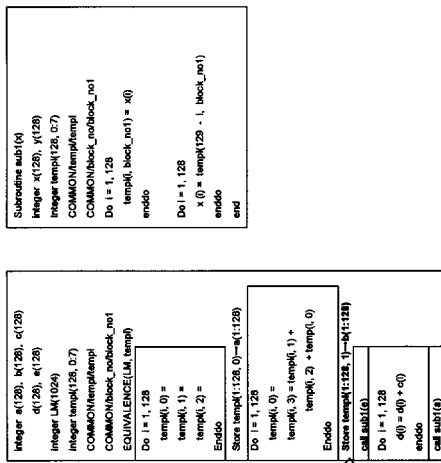 Subroutine sub1(x)
integer x(128), y(128)
integer templ(128, 0:7)
COMMON/templ/templ
COMMON/block_no/block_no1
Do i = 1, 128
templ(i, block_no1) = x(i)
enddo
Do i = 1, 128
x (i) = templ(129 - i, block_no1)
enddo
end
integer a(128), b(128), c(128)
d(128), e(128)
integer LM(1024)
integer templ(128, 0:7)
COMMON/templ/templ
COMMON/block_no/block_no1
EQUIVALENCE(LM, templ)
Do i = 1, 128
templ(i, 0) =
templ(i, 1) =
templ(i, 2) =
Enddo
Store templ(1:128, 0)→a(1:128)
Do i = 1, 128
templ(i, 0) =
templ(i, 3) = templ(i, 1) +
templ(i, 2) + templ(i, 0)
Enddo
Store templ(1:128, 1)→b(1:128)
call sub1(e)
Do i = 1, 128
d(i) = d(i) + c(i)
enddo
call sub1(a)